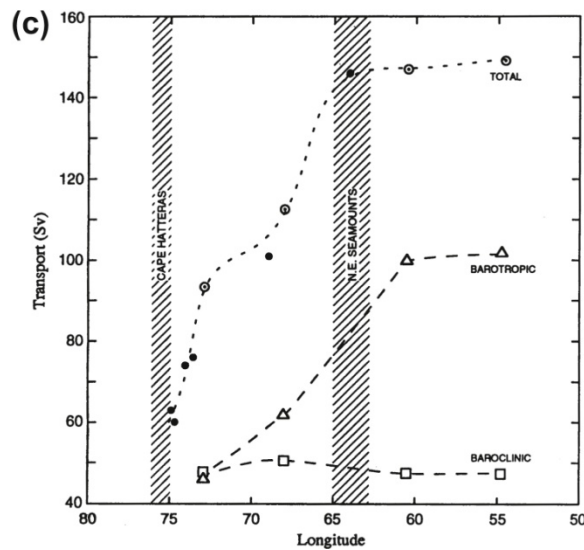 (c)
160
140
120
100
80
60
40
Transport (Sv)
CAPE HATTERAS
N.E. SEAMOUNTS
TOTAL
BAROTROPIC
BAROCLINIC
80
75
70
65
60
55
50
Longitude